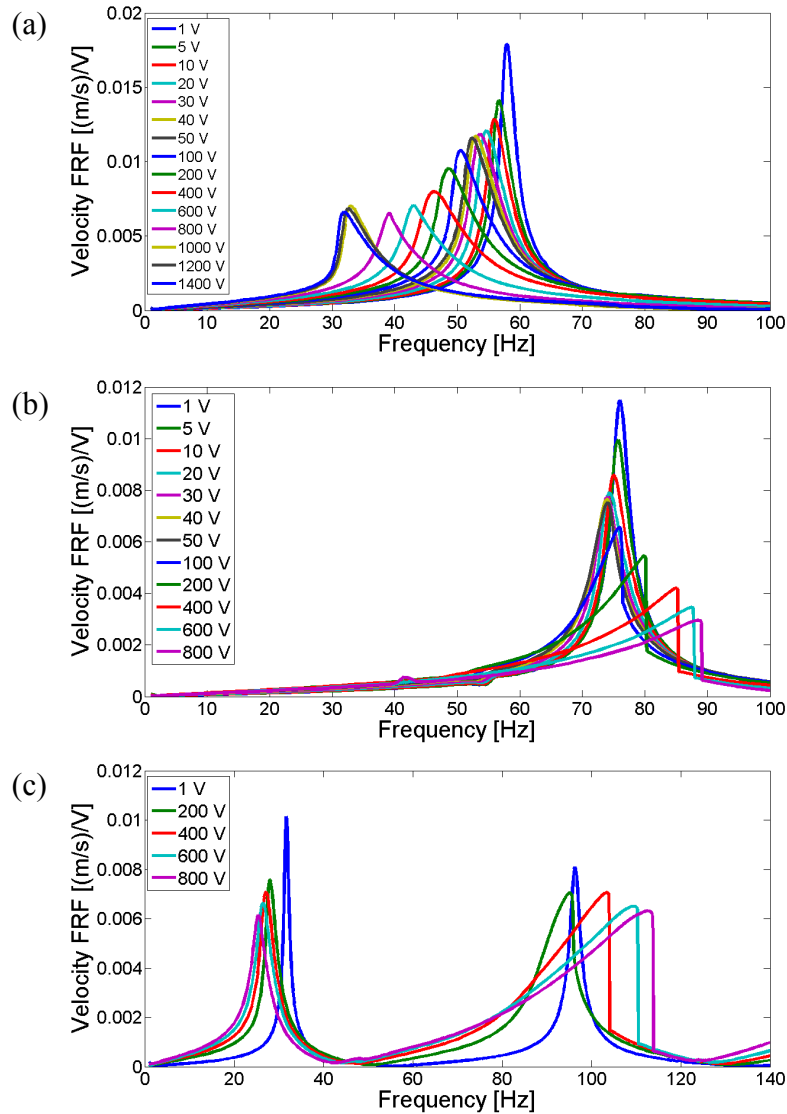 (a)
Velocity FRF [(m/s)/V]
0.02
0.015
0.01
0.005
0
1 V
5 V
10 V
20 V
30 V
40 V
50 V
100 V
200 V
400 V
600 V
800 V
1000 V
1200 V
1400 V
0 10 20 30 40 50 60 70 80 90 100
Frequency [Hz]
(b)
Velocity FRF [(m/s)/V]
0.012
0.01
0.008
0.006
0.004
0.002
0
1 V
5 V
10 V
20 V
30 V
40 V
50 V
100 V
200 V
400 V
600 V
800 V
0 10 20 30 40 50 60 70 80 90 100
Frequency [Hz]
(c)
Velocity FRF [(m/s)/V]
0.012
0.01
0.008
0.006
0.004
0.002
0
1 V
200 V
400 V
600 V
800 V
0 20 40 60 80 100 120 140
Frequency [Hz]